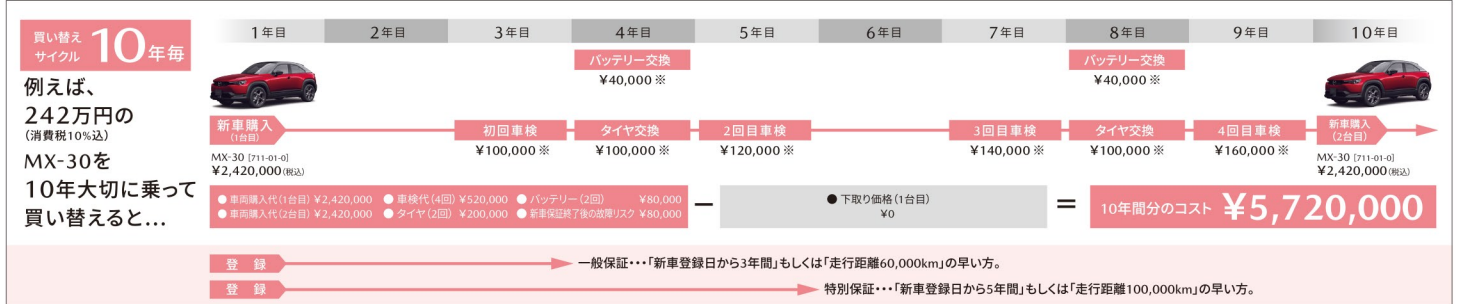 買い替え
サイクル 10年毎
例えば、
242万円の
(消費税10%込)
MX-30を
10年大切に乗って
買い替えると…
1年目 2年目 3年目 4年目 5年目 6年目 7年目 8年目 9年目 10年目
バッテリー交換 バッテリー交換
¥40,000※ ¥40,000※
新車購入
(1台目)
初回車検 タイヤ交換 2回目車検 3回目車検 タイヤ交換 4回目車検
新車購入
(2台目)
¥100,000※ ¥100,000※ ¥120,000※ ¥140,000※ ¥100,000※ ¥160,000※
MX-30 [711-01-0]
¥2,420,000(税込)
MX-30 [711-01-0]
¥2,420,000(税込)
●車両購入代(1台目)¥2,420,000 ●車検代(4回)¥520,000 ●バッテリー(2回) ¥80,000
●車両購入代(2台目)¥2,420,000 ●タイヤ(2回) ¥200,000 ●新車保証終了後の故障リスク ¥80,000
−
●下取り価格(1台目)
¥0
=
10年間分のコスト ¥5,720,000
登 録 一般保証・・・「新車登録日から3年間」もしくは「走行距離60,000km」の早い方。
登 録 特別保証・・・「新車登録日から5年間」もしくは「走行距離100,000km」の早い方。